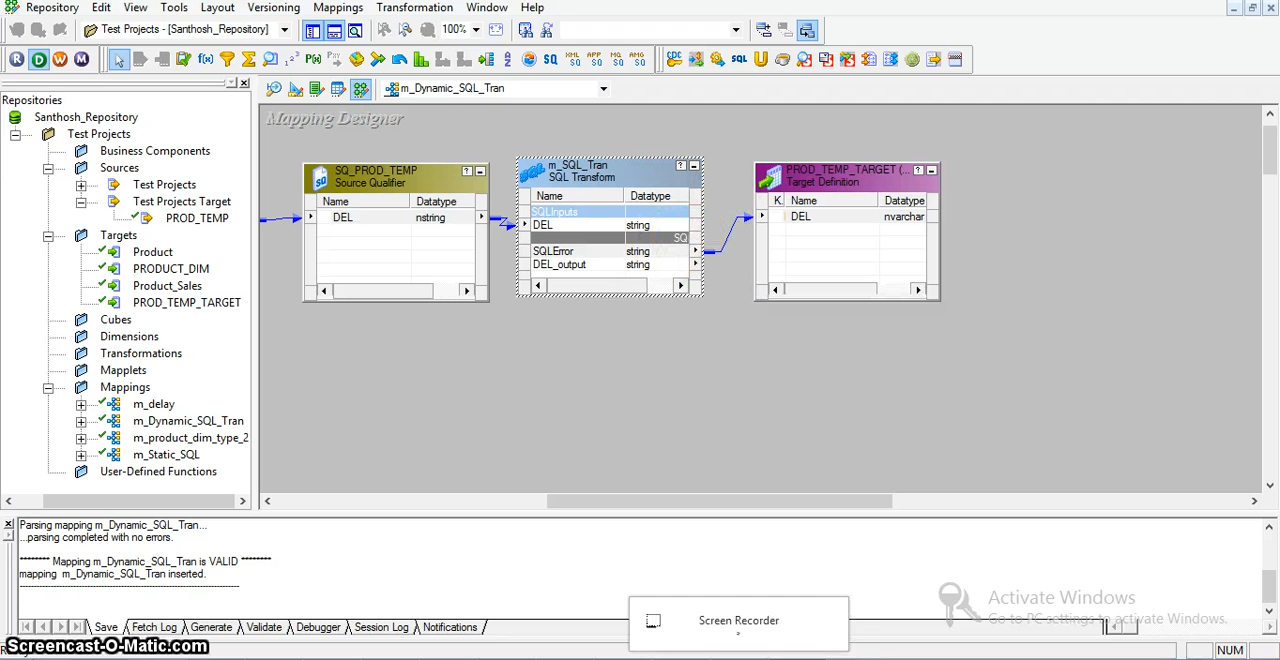 Repository Edit View Tools Layout Versioning Mappings Transformation Window Help
Test Projects - [Santhosh_Repository] 100%
m_Dynamic_SQL_Tran
Repositories
Santhosh_Repository
Test Projects
Business Components
Sources
Test Projects
Test Projects Target
PROD_TEMP
Targets
Product
PRODUCT_DIM
Product_Sales
PROD_TEMP_TARGET
Cubes
Dimensions
Transformations
Mapplets
Mappings
m_delay
m_Dynamic_SQL_Tran
m_product_dim_type_2
m_Static_SQL
User-Defined Functions
Mapping Designer
SQ_PROD_TEMP
Source Qualifier
Name Datatype
DEL nstring
m_SQL_Tran
SQL Transform
Name Datatype
SQLInputs
DEL string
SQ
SQLError string
DEL_output string
PROD_TEMP_TARGET (...
Target Definition
K. Name Datatype
DEL nvarchar
Parsing mapping m_Dynamic_SQL_Tran...
...parsing completed with no errors.
******** Mapping m_Dynamic_SQL_Tran is VALID ********
mapping m_Dynamic_SQL_Tran inserted.
Save Fetch Log Generate Validate Debugger Session Log Notifications
Screen Recorder
Activate Windows
Go to PC settings to activate Windows.
Screencast-O-Matic.com
NUM